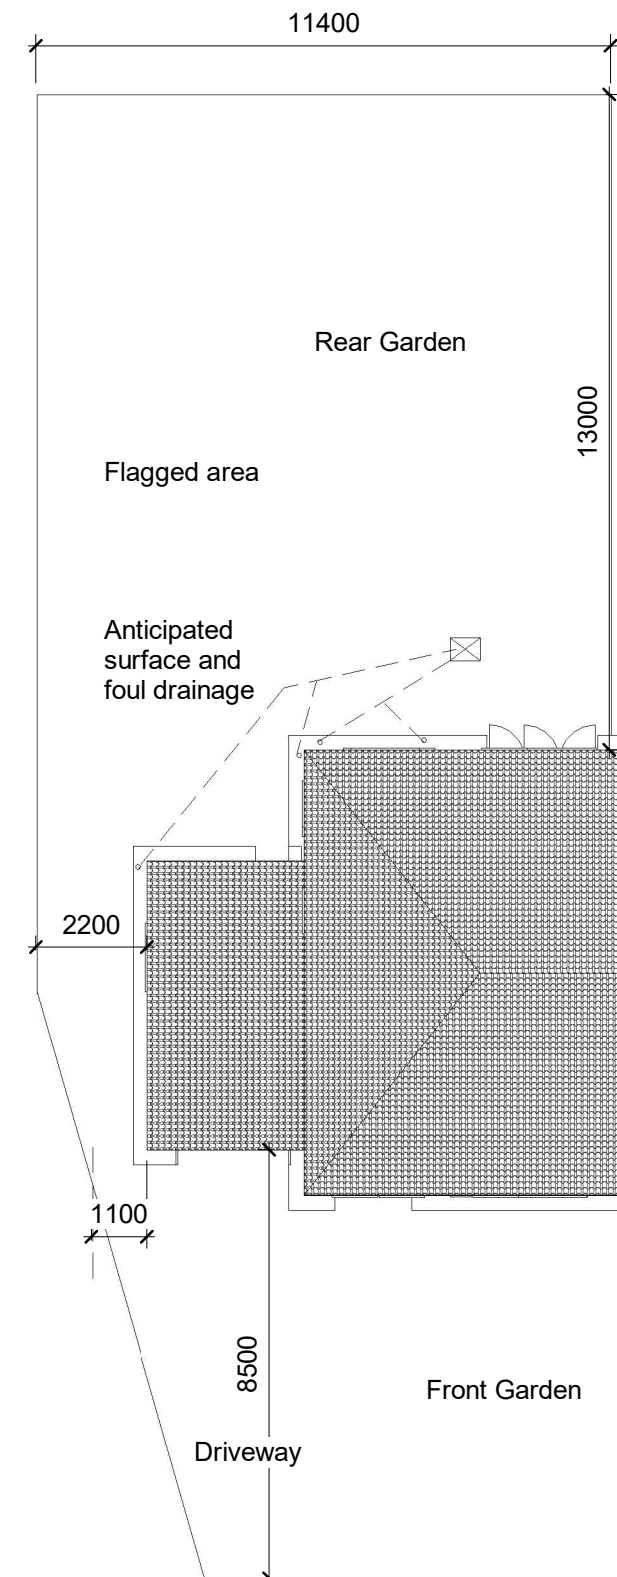 11400
Rear Garden
13000
Flagged area
Anticipated
surface and
foul drainage
2200
1100
8500
Front Garden
Driveway